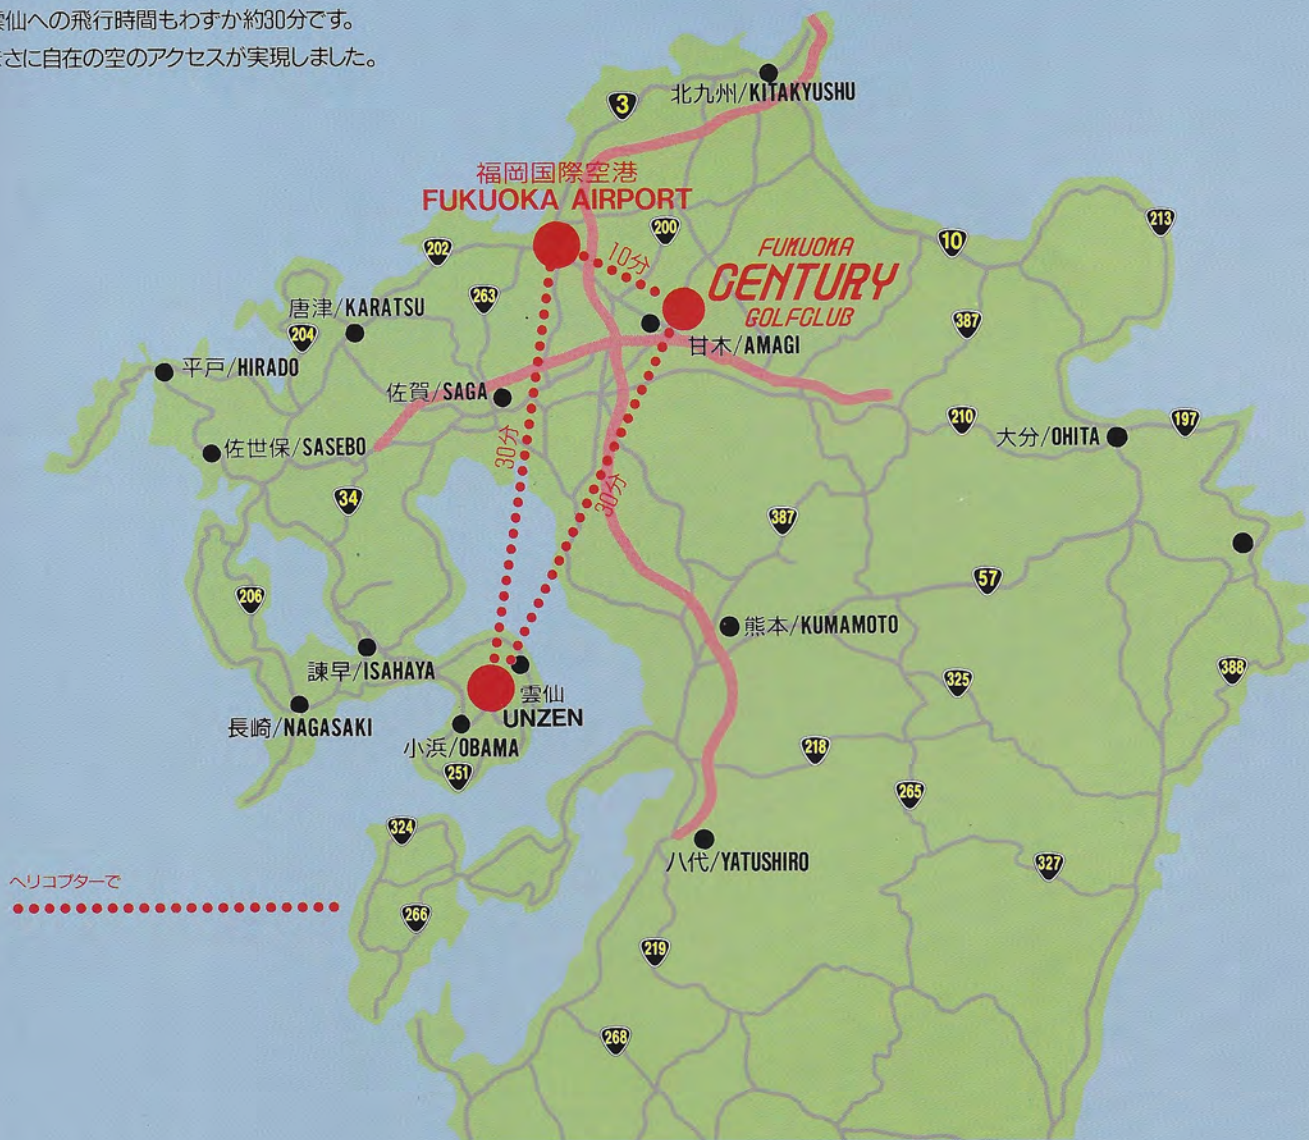 雲仙への飛行時間もわずか約30分です。
さに自在の空のアクセスが実現しました。
北九州/KITAKYUSHU
3
福岡国際空港
FUKUOKA AIRPORT
200
213
202
10
10分
FUKUOKA
CENTURY
GOLFCLUB
263
唐津/KARATSU
204
387
甘木/AMAGI
平戸/HIRADO
佐賀/SAGA
210
197
大分/OHITA
佐世保/SASEBO
30分
30分
34
387
57
206
熊本/KUMAMOTO
諫早/ISAHAYA
388
325
雲仙
UNZEN
長崎/NAGASAKI
小浜/OBAMA
218
251
265
324
八代/YATUSHIRO
327
ヘリコプターで
266
219
268